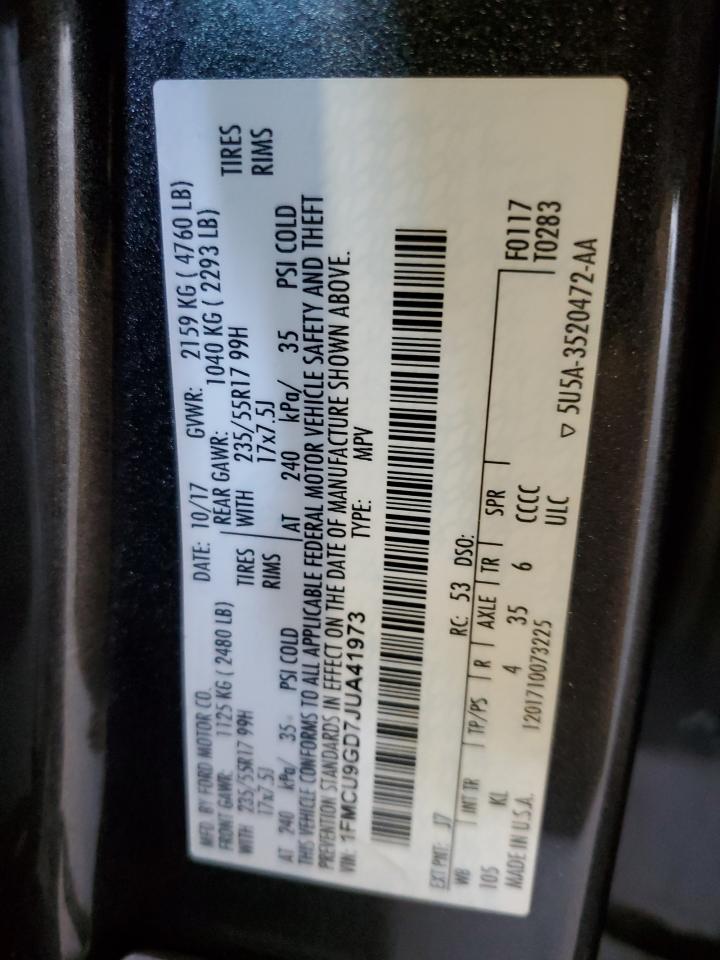 MFD. BY FORD MOTOR CO. DATE: 10/17 GVWR: 2159 KG ( 4760 LB)
FRONT GAWR: 1125 KG ( 2480 LB) REAR GAWR: 1040 KG ( 2293 LB)
WITH 235/55R17 99H TIRES WITH 235/55R17 99H TIRES
17x7.5J RIMS 17x7.5J RIMS
AT 240 kPa/ 35 PSI COLD AT 240 kPa/ 35 PSI COLD
THIS VEHICLE CONFORMS TO ALL APPLICABLE FEDERAL MOTOR VEHICLE SAFETY AND THEFT
PREVENTION STANDARDS IN EFFECT ON THE DATE OF MANUFACTURE SHOWN ABOVE.
VIN: 1FMCU9GD7JUA41973 TYPE: MPV
EXT PNT: J7 RC: 53 DSO: F0117
WB INT TR TP/PS R AXLE TR SPR T0283
105 KL 4 35 6 CCCC
MADE IN U.S.A. 1201710073225 ULC ▽ 5U5A-3520472-AA